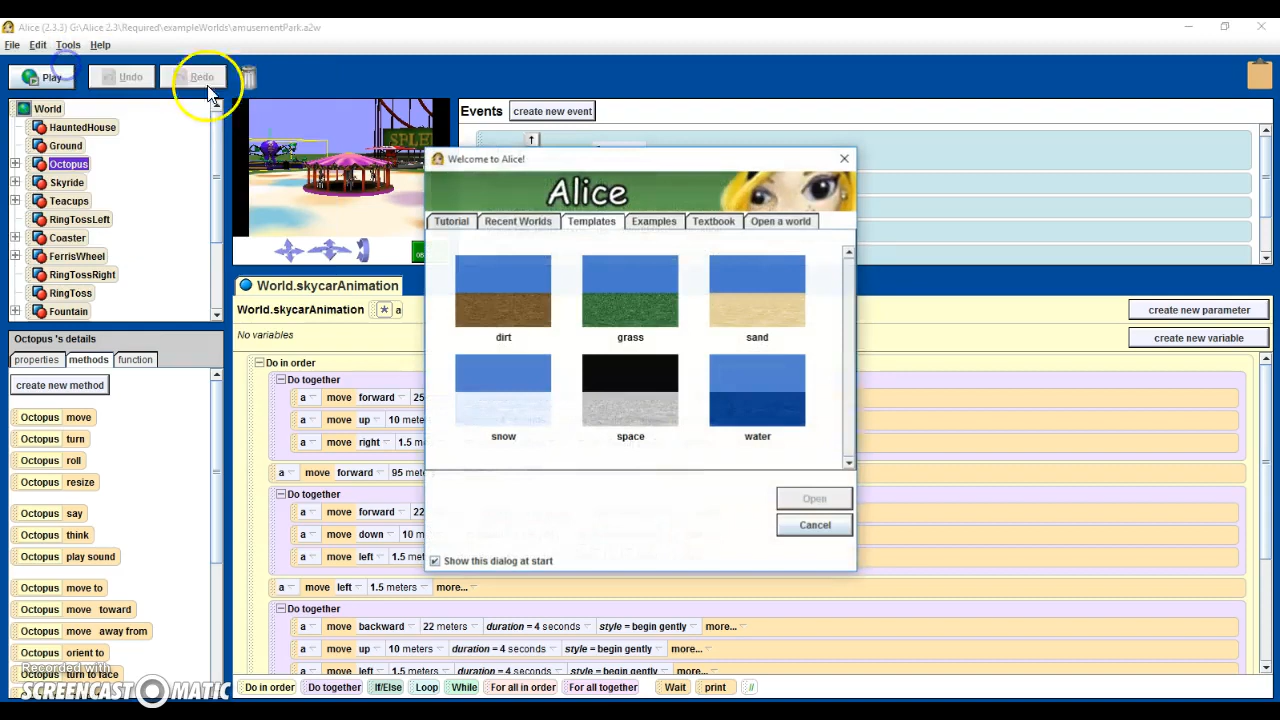 Alice (2.3.3) G:\Alice 2.3\Required\exampleWorlds\amusementPark.a2w
File Edit Tools Help
Play Undo Redo
World
HauntedHouse
Ground
Octopus
Skyride
Teacups
RingTossLeft
Coaster
FerrisWheel
RingTossRight
RingToss
Fountain
Octopus 's details
properties methods function
create new method
Octopus move
Octopus turn
Octopus roll
Octopus resize
Octopus say
Octopus think
Octopus play sound
Octopus move to
Octopus move toward
Octopus move away from
Octopus orient to
Octopus turn to face
Recorded with
SCREENCAST MATIC
Events create new event
Welcome to Alice!
Alice
Tutorial Recent Worlds Templates Examples Textbook Open a world
dirt grass sand
snow space water
Open
Cancel
Show this dialog at start
World.skycarAnimation
World.skycarAnimation a
No variables
create new parameter
create new variable
Do in order
Do together
a move forward 25
a move up 10 meters
a move right 1.5 m
a move forward 95 meters
Do together
a move forward 22
a move down 10 m
a move left 1.5 m
a move left 1.5 meters more...
Do together
a move backward 22 meters duration = 4 seconds style = begin gently more...
a move up 10 meters duration = 4 seconds style = begin gently more...
a move left 1.5 meters duration = 4 seconds style = begin gently more...
Do in order Do together If/Else Loop While For all in order For all together Wait print //